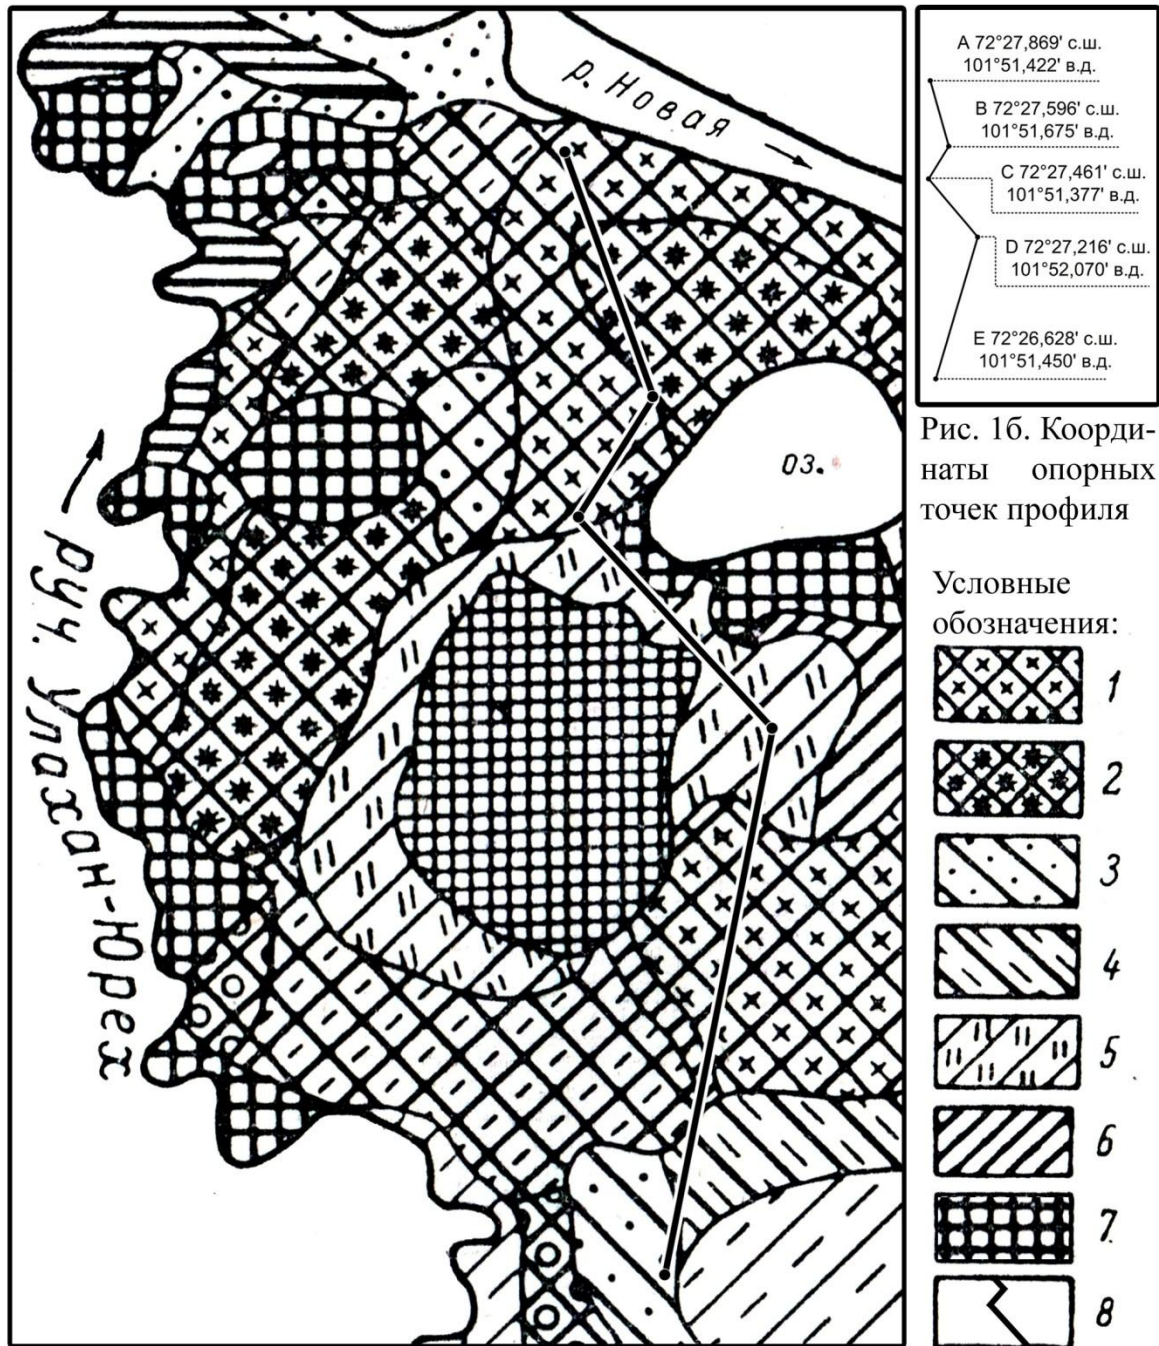 р. Новая
оз.
руч. Улахан-Юрех
A 72°27,869' с.ш.
101°51,422' в.д.
B 72°27,596' с.ш.
101°51,675' в.д.
C 72°27,461' с.ш.
101°51,377' в.д.
D 72°27,216' с.ш.
101°52,070' в.д.
E 72°26,628' с.ш.
101°51,450' в.д.
Рис. 1б. Коорди-
наты опорных
точек профиля
Условные
обозначения:
1
2
3
4
5
6
7
8